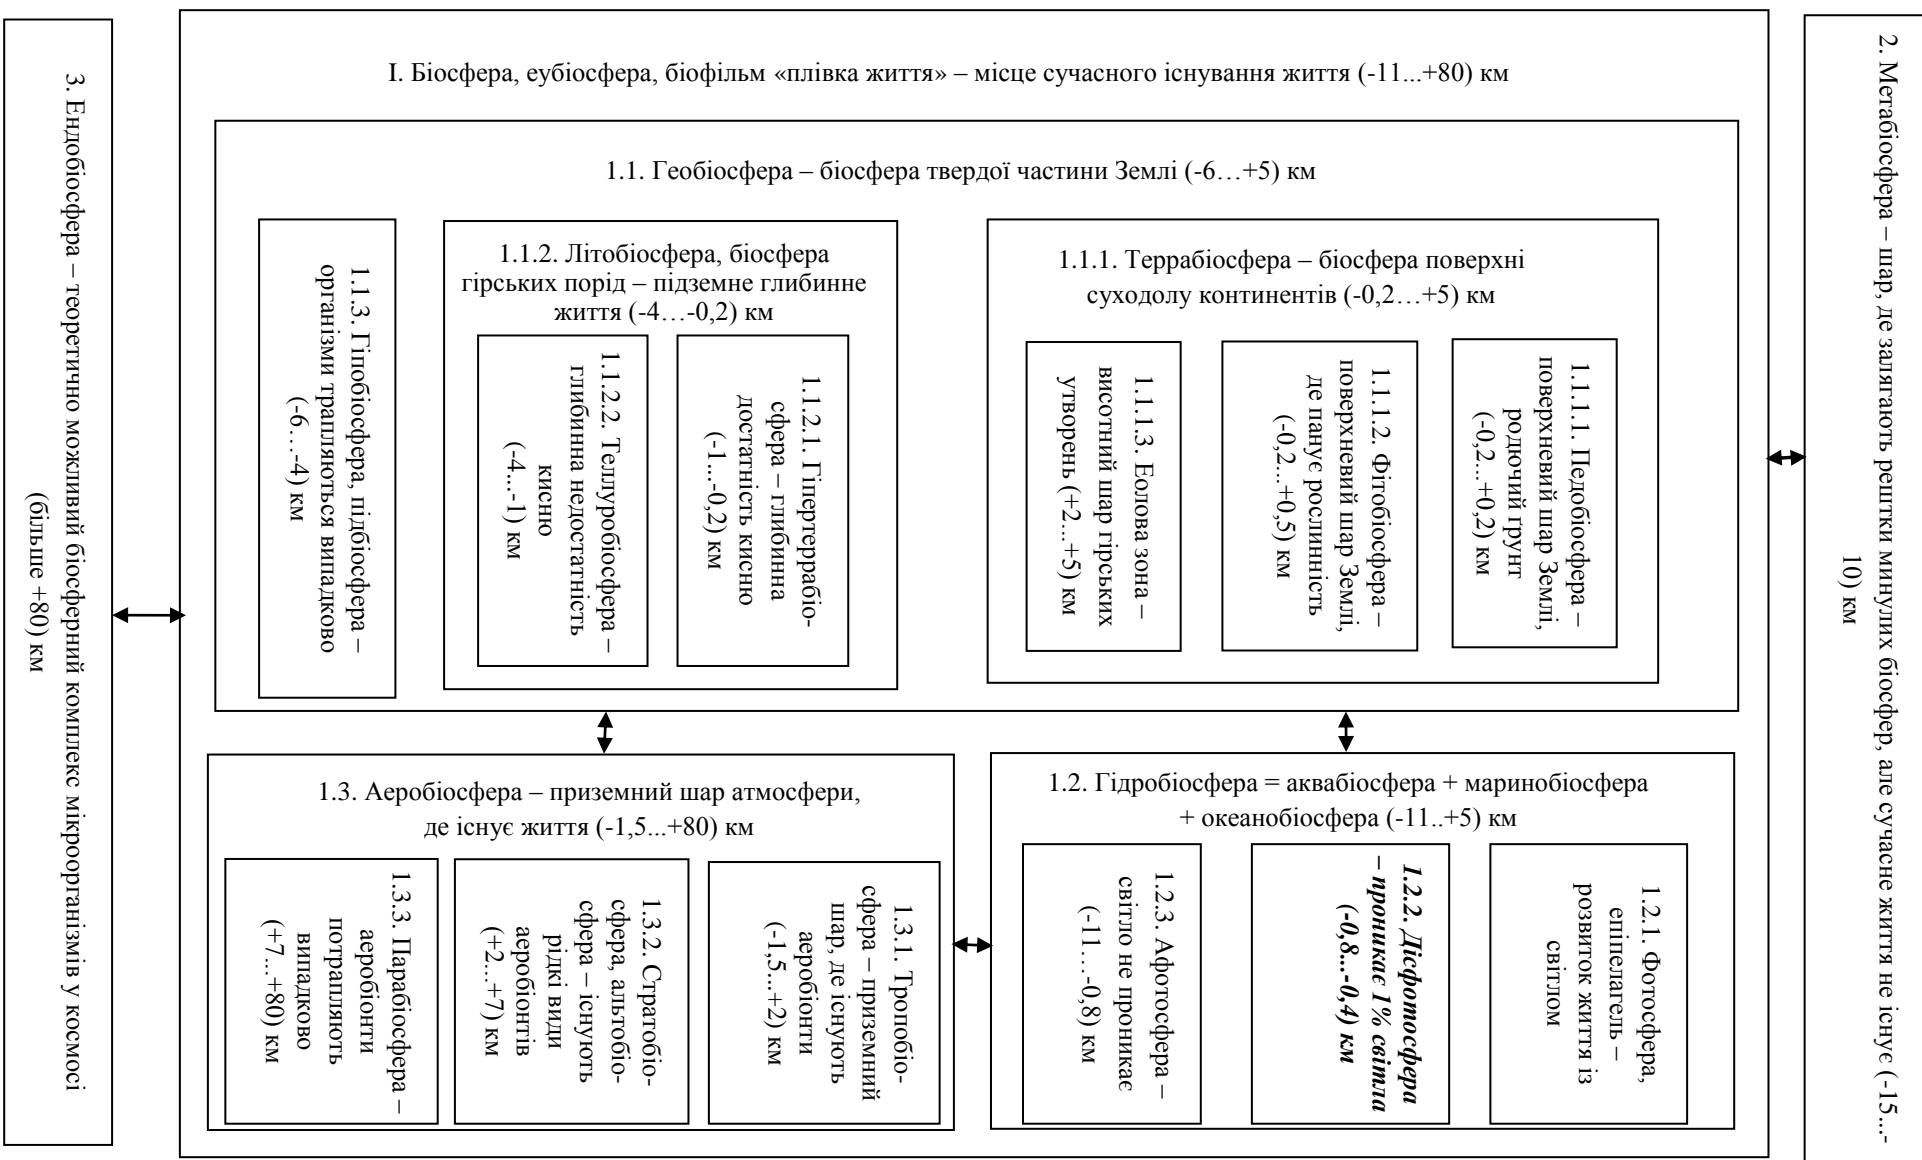 І. Біосфера, еубіосфера, біофільм «плівка життя» – місце сучасного існування життя (-11...+80) км
1.1. Геобіосфера – біосфера твердої частини Землі (-6…+5) км
1.1.1. Террабіосфера – біосфера поверхні
суходолу континентів (-0,2…+5) км
1.1.1.1. Педобіосфера –
поверхневий шар Землі,
родючий ґрунт
(-0,2...+0,2) км
1.1.1.2. Фітобіосфера –
поверхневий шар Землі,
де панує рослинність
(-0,2...+0,5) км
1.1.1.3. Еолова зона –
висотний шар гірських
утворень (+2...+5) км
1.1.2. Літобіосфера, біосфера
гірських порід – підземне глибинне
життя (-4…-0,2) км
1.1.2.1. Гіпертеррабіо-
сфера – глибинна
достатність кисню
(-1...-0,2) км
1.1.2.2. Теллуробіосфера –
глибинна недостатність
кисню
(-4...-1) км
1.1.3. Гіпобіосфера, підбіосфера –
організми трапляються випадково
(-6…-4) км
1.2. Гідробіосфера = аквабіосфера + маринобіосфера
+ океанобіосфера (-11..+5) км
1.2.1. Фотосфера,
епіпелагель –
розвиток життя із
світлом
1.2.2. Дісфотосфера
– проникає 1% світла
(-0,8...-0,4) км
1.2.3. Афотосфера –
світло не проникає
(-11…-0,8) км
1.3. Аеробіосфера – приземний шар атмосфери,
де існує життя (-1,5...+80) км
1.3.1. Тропобіо-
сфера – приземний
шар, де існують
аеробіонти
(-1,5...+2) км
1.3.2. Стратобіо-
сфера, альтобіо-
сфера – існують
рідкі види
аеробіонтів
(+2...+7) км
1.3.3. Парабіосфера –
аеробіонти
потрапляють
випадково
(+7...+80) км
2. Метабіосфера – шар, де залягають рештки минулих біосфер, але сучасне життя не існує (-15...-
10) км
3. Ендобіосфера – теоретично можливий біосферний комплекс мікроорганізмів у космосі
(більше +80) км